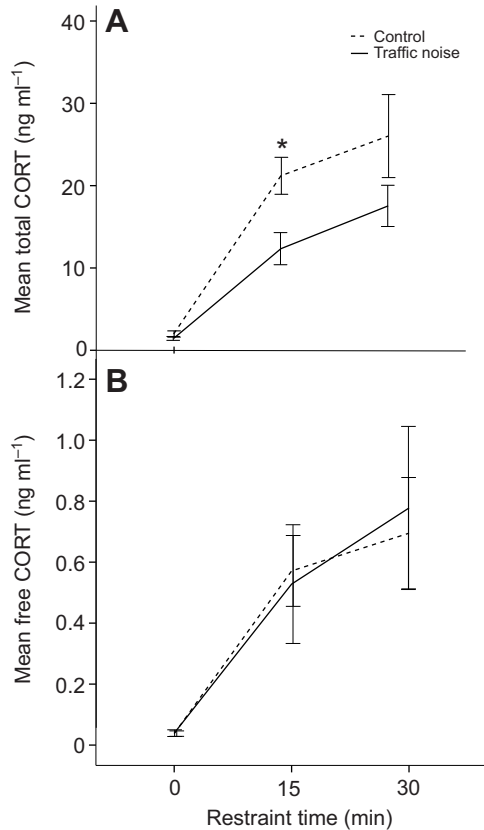 A
Control
Traffic noise
Mean total CORT (ng ml⁻¹)
40
30
20
10
0
*
B
Mean free CORT (ng ml⁻¹)
1.2
1.0
0.8
0.6
0.4
0.2
0
0 15 30
Restraint time (min)